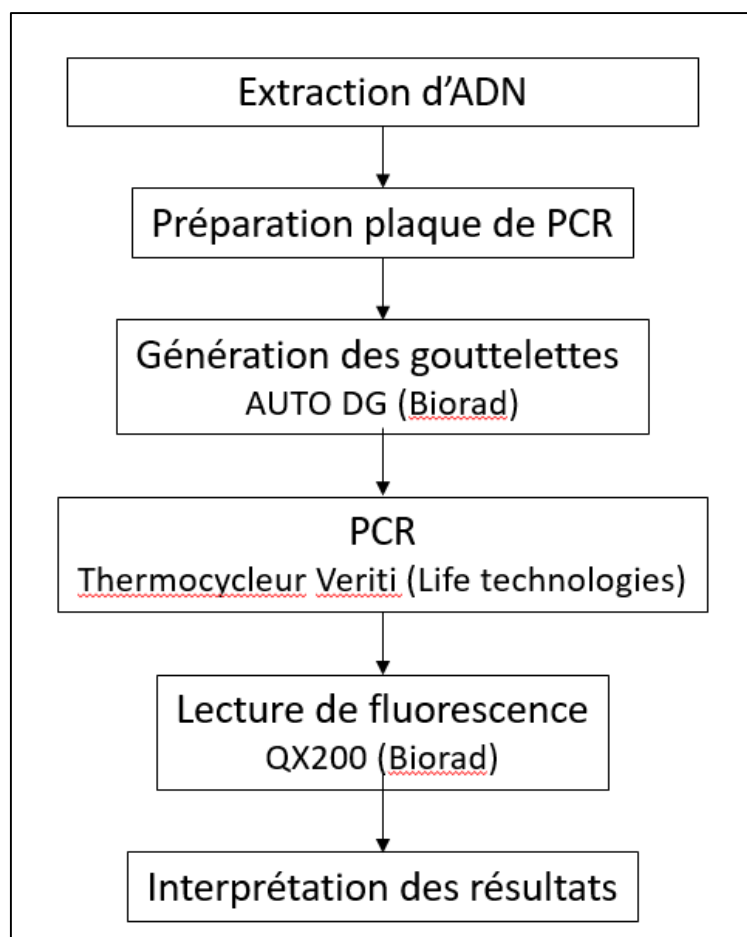 Extraction d’ADN
Préparation plaque de PCR
Génération des gouttelettes
AUTO DG (Biorad)
PCR
Thermocycleur Veriti (Life technologies)
Lecture de fluorescence
QX200 (Biorad)
Interprétation des résultats